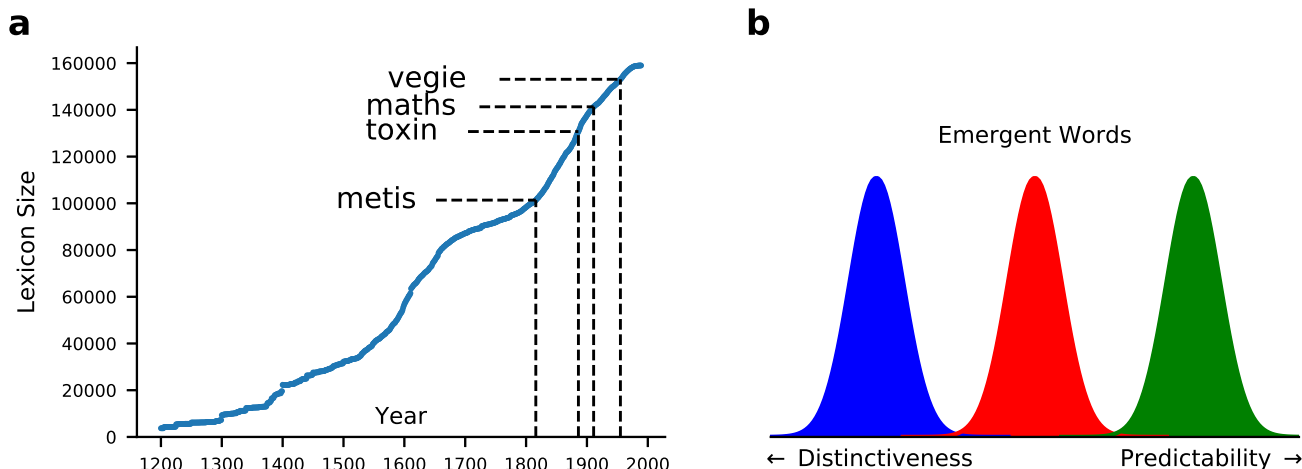 a
b
160000
140000
120000
100000
80000
60000
40000
20000
0
Lexicon Size
vegie
maths
toxin
metis
Year
1200 1300 1400 1500 1600 1700 1800 1900 2000
Emergent Words
← Distinctiveness
Predictability →